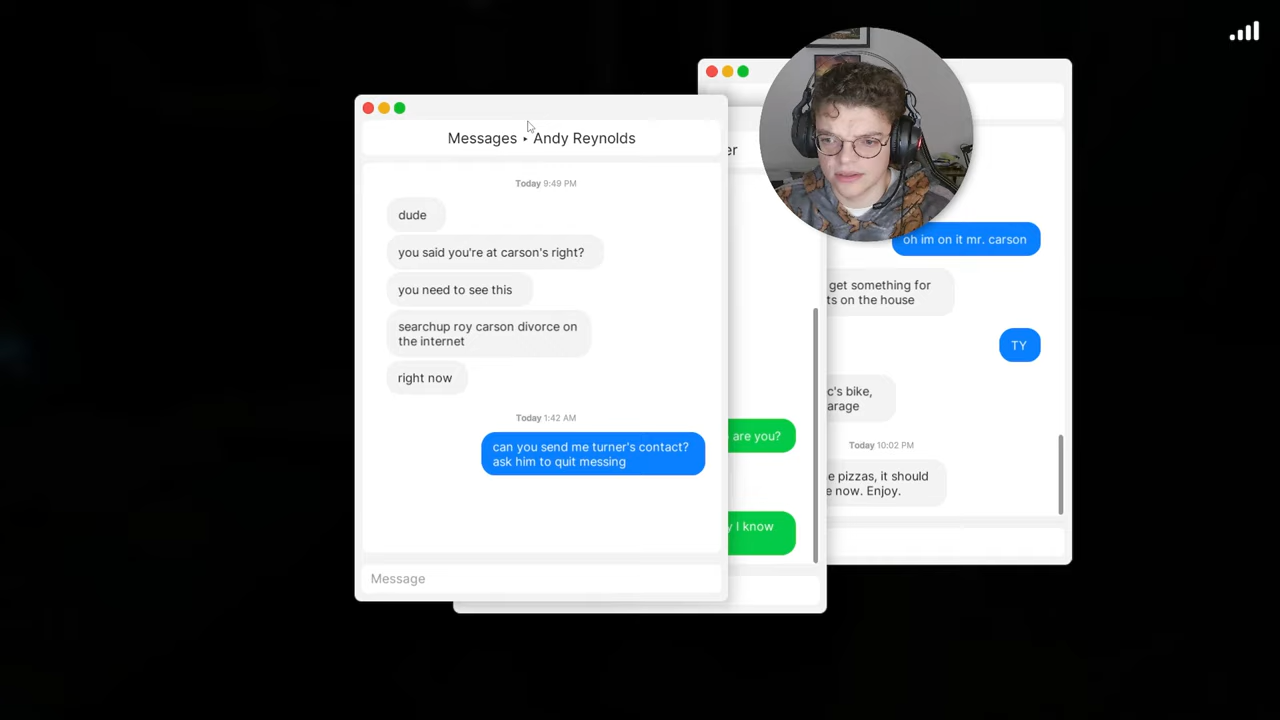 Messages ▸ Andy Reynolds
Today 9:49 PM
dude
you said you're at carson's right?
you need to see this
searchup roy carson divorce on
the internet
right now
Today 1:42 AM
can you send me turner's contact?
ask him to quit messing
Message
er
are you?
y I know
oh im on it mr. carson
get something for
ts on the house
TY
c's bike,
arage
Today 10:02 PM
e pizzas, it should
e now. Enjoy.